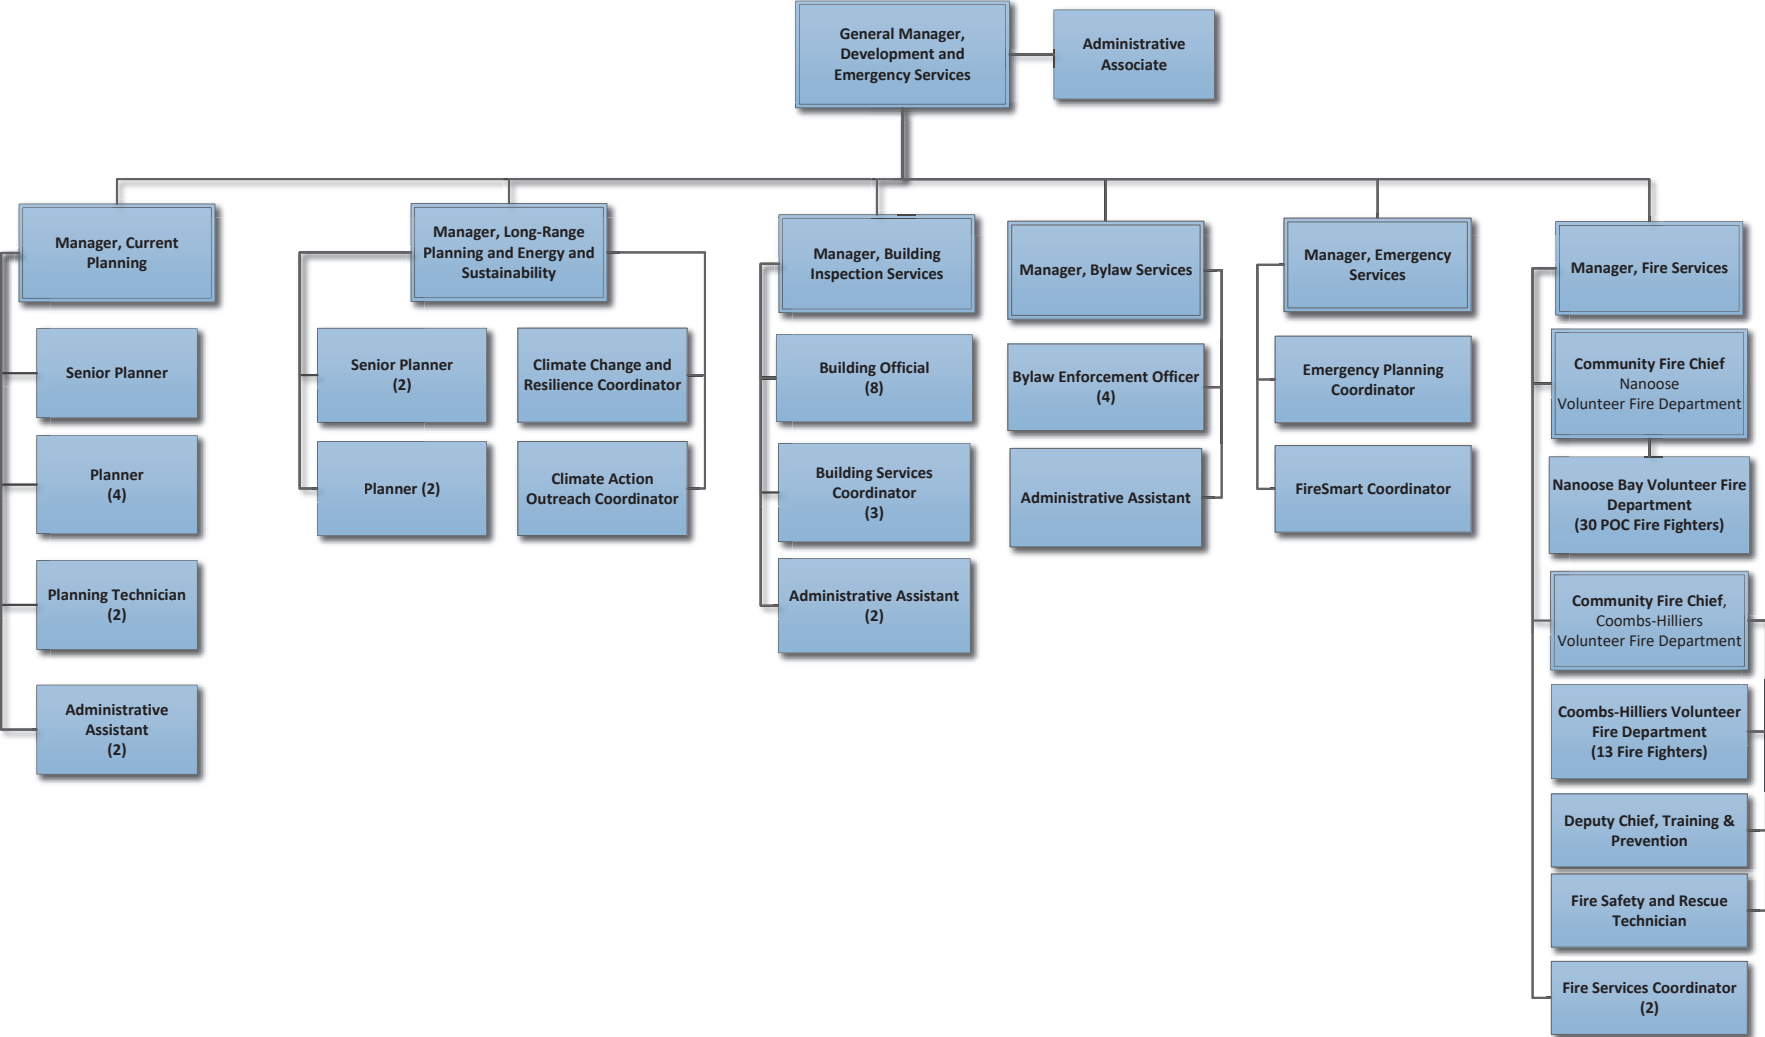 General Manager,
Development and
Emergency Services
Administrative
Associate
Manager, Current
Planning
Senior Planner
Planner
(4)
Planning Technician
(2)
Administrative
Assistant
(2)
Manager, Long-Range
Planning and Energy and
Sustainability
Senior Planner
(2)
Planner (2)
Climate Change and
Resilience Coordinator
Climate Action
Outreach Coordinator
Manager, Building
Inspection Services
Building Official
(8)
Building Services
Coordinator
(3)
Administrative Assistant
(2)
Manager, Bylaw Services
Bylaw Enforcement Officer
(4)
Administrative Assistant
Manager, Emergency
Services
Emergency Planning
Coordinator
FireSmart Coordinator
Manager, Fire Services
Community Fire Chief
Nanoose
Volunteer Fire Department
Nanoose Bay Volunteer Fire
Department
(30 POC Fire Fighters)
Community Fire Chief,
Coombs-Hilliers
Volunteer Fire Department
Coombs-Hilliers Volunteer
Fire Department
(13 Fire Fighters)
Deputy Chief, Training &
Prevention
Fire Safety and Rescue
Technician
Fire Services Coordinator
(2)